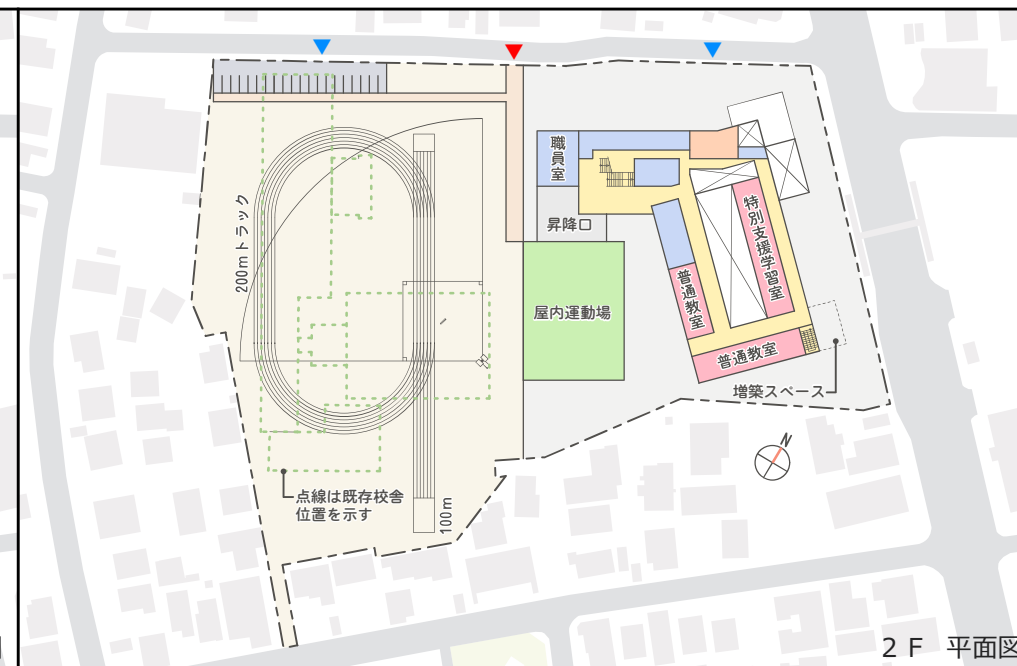 職員室
昇降口
特別支援学習室
200mトラック
普通教室
屋内運動場
普通教室
増築スペース
N
点線は既存校舎
位置を示す
100m
2F 平面図